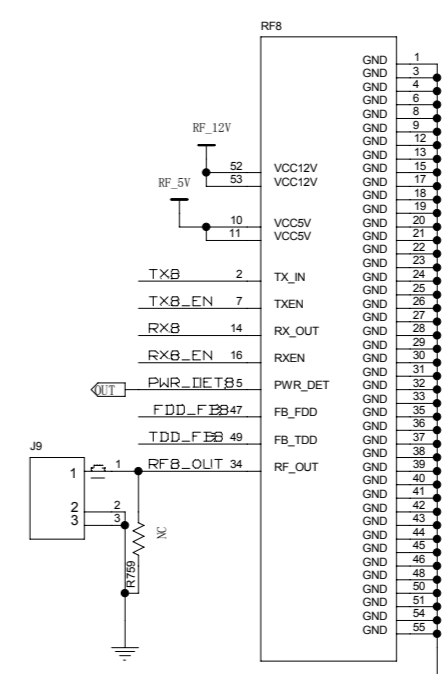 RF8
GND 1
GND 3
GND 4
GND 6
GND 8
GND 9
GND 12
RF_12V
GND 13
52 VCC12V GND 15
53 VCC12V GND 17
RF_5V
GND 18
GND 19
10 VCC5V GND 20
11 VCC5V GND 21
GND 22
GND 23
TX8 2 TX_IN GND 24
GND 25
TX8_EN 7 TXEN GND 26
GND 27
RX8 14 RX_OUT GND 28
GND 29
RX8_EN 16 RXEN GND 30
GND 31
OUT PWR_DET8 5 PWR_DET GND 32
GND 33
FDD_FB8 47 FB_FDD GND 35
GND 36
TDD_FB8 49 FB_TDD GND 37
J9
GND 38
1 1 RF8_OUT 34 RF_OUT GND 39
GND 40
GND 41
2 2 GND 42
3 3 GND 43
NC
GND 44
GND 45
GND 46
R759
GND 48
GND 50
GND 51
GND 54
GND 55